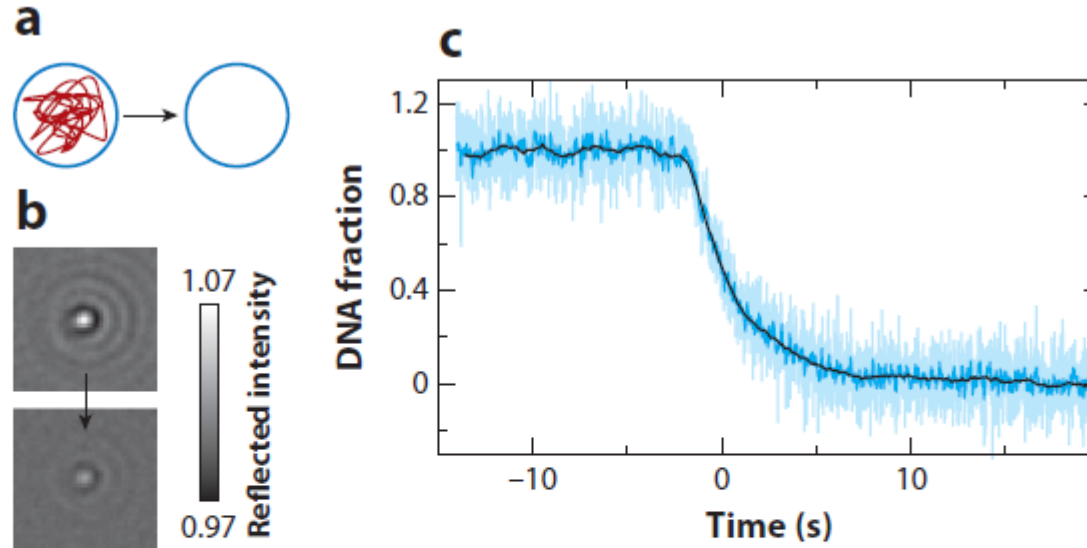 a
b
1.07
0.97
Reflected intensity
c
1.2
0.8
0.4
0
DNA fraction
−10
0
10
Time (s)